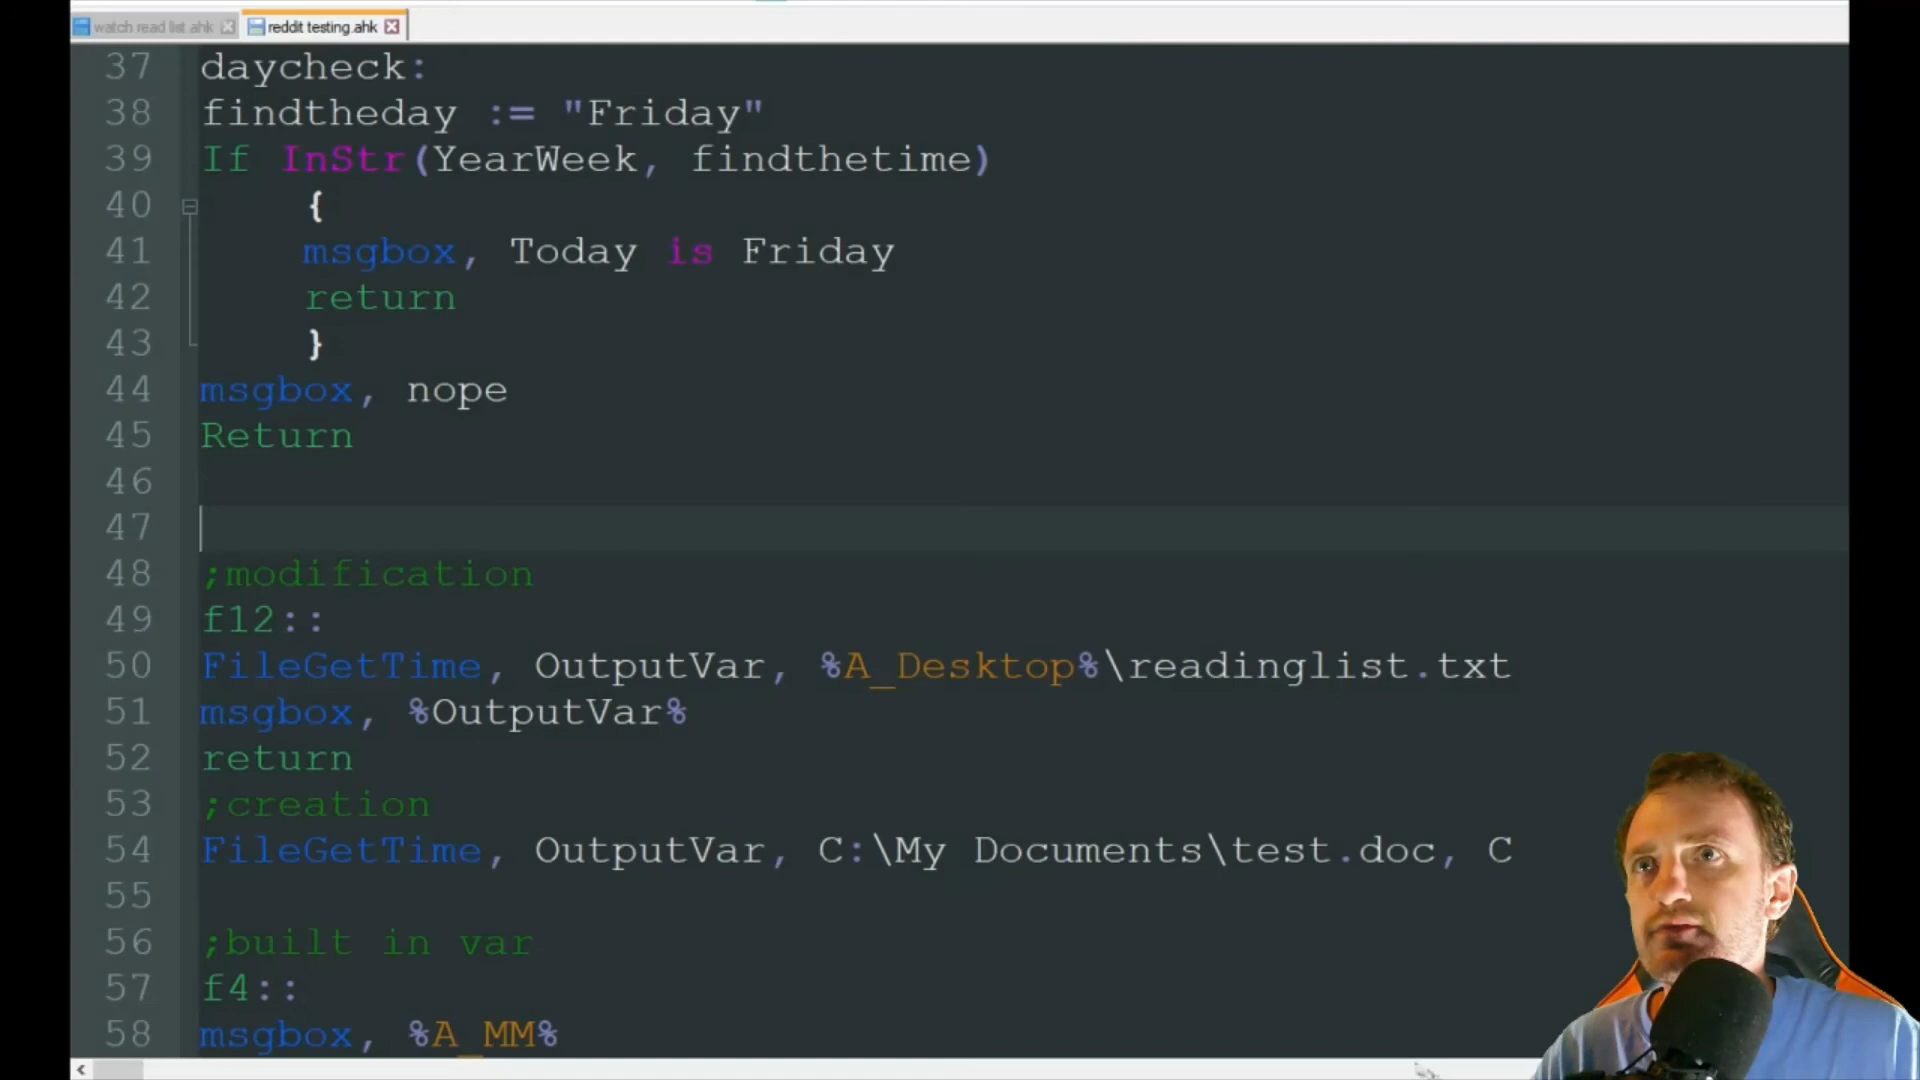 watch read list.ahk reddit testing.ahk
37 daycheck:
38 findtheday := "Friday"
39 If InStr(YearWeek, findthetime)
40 {
41 msgbox, Today is Friday
42 return
43 }
44 msgbox, nope
45 Return
46
47
48 ;modification
49 f12::
50 FileGetTime, OutputVar, %A_Desktop%\readinglist.txt
51 msgbox, %OutputVar%
52 return
53 ;creation
54 FileGetTime, OutputVar, C:\My Documents\test.doc, C
55
56 ;built in var
57 f4::
58 msgbox, %A_MM%